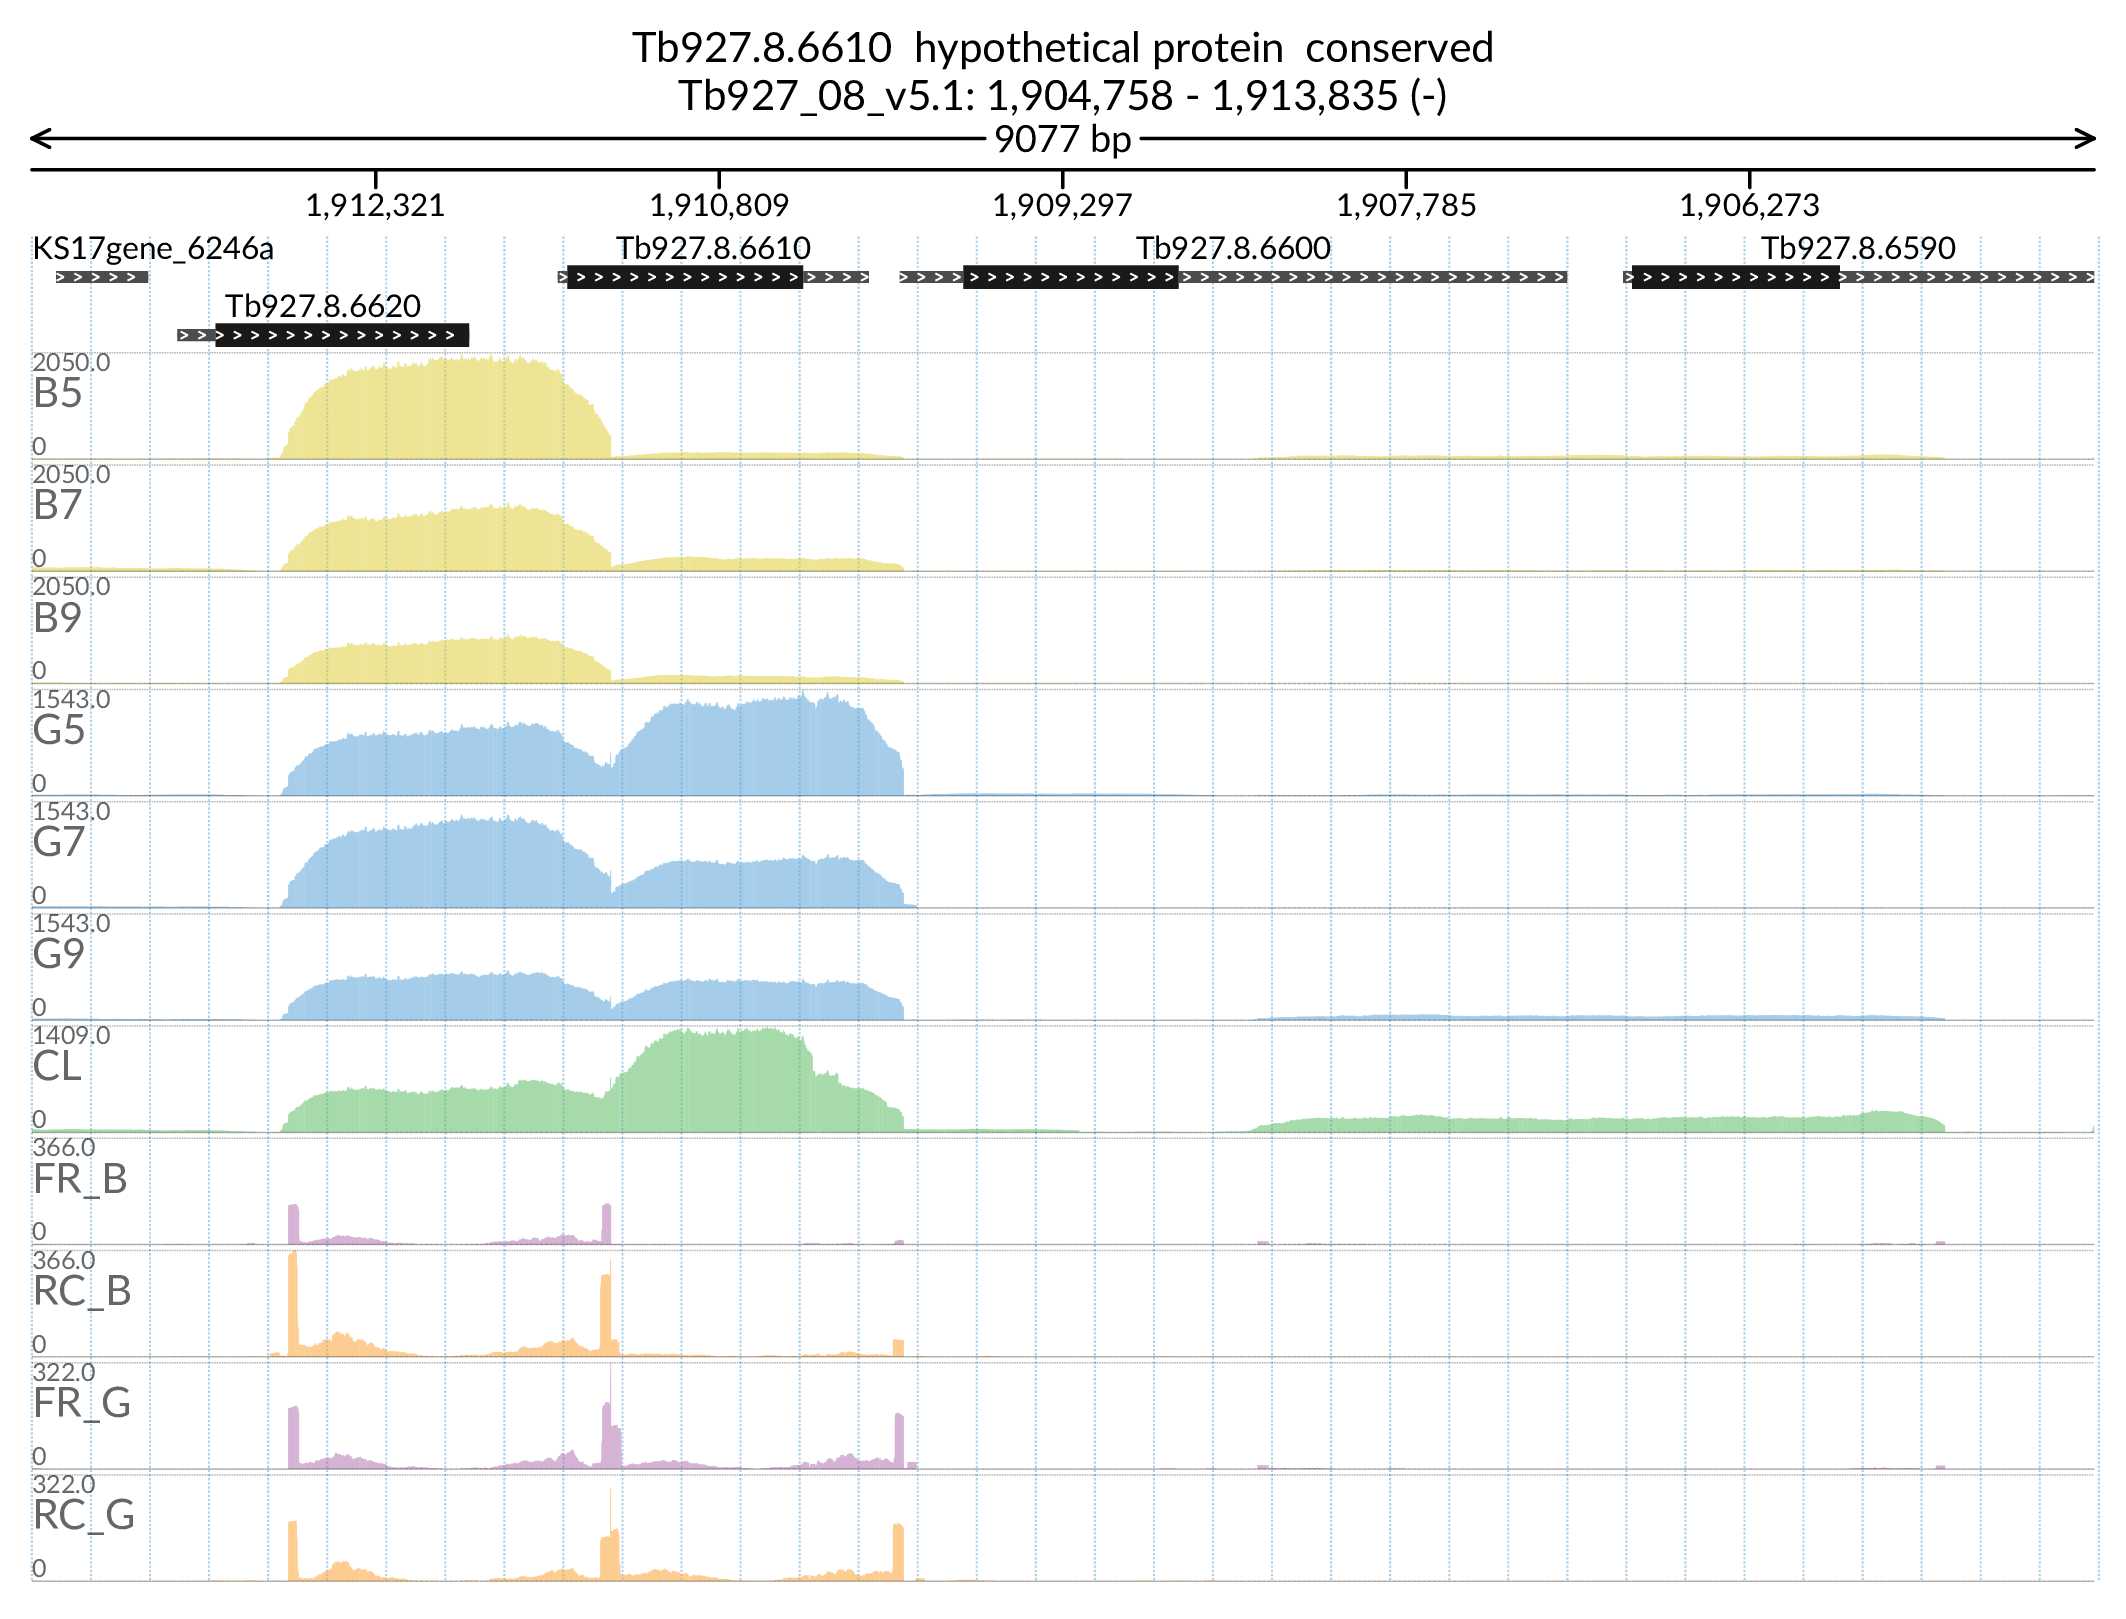 Tb927.8.6610  hypothetical protein  conserved
Tb927_08_v5.1: 1,904,758 - 1,913,835 (-)
9077 bp
1,912,321 1,910,809 1,909,297 1,907,785 1,906,273
KS17gene_6246a Tb927.8.6610 Tb927.8.6600 Tb927.8.6590
Tb927.8.6620
2050.0
B5
0
2050.0
B7
0
2050.0
B9
0
1543.0
G5
0
1543.0
G7
0
1543.0
G9
0
1409.0
CL
0
366.0
FR_B
0
366.0
RC_B
0
322.0
FR_G
0
322.0
RC_G
0